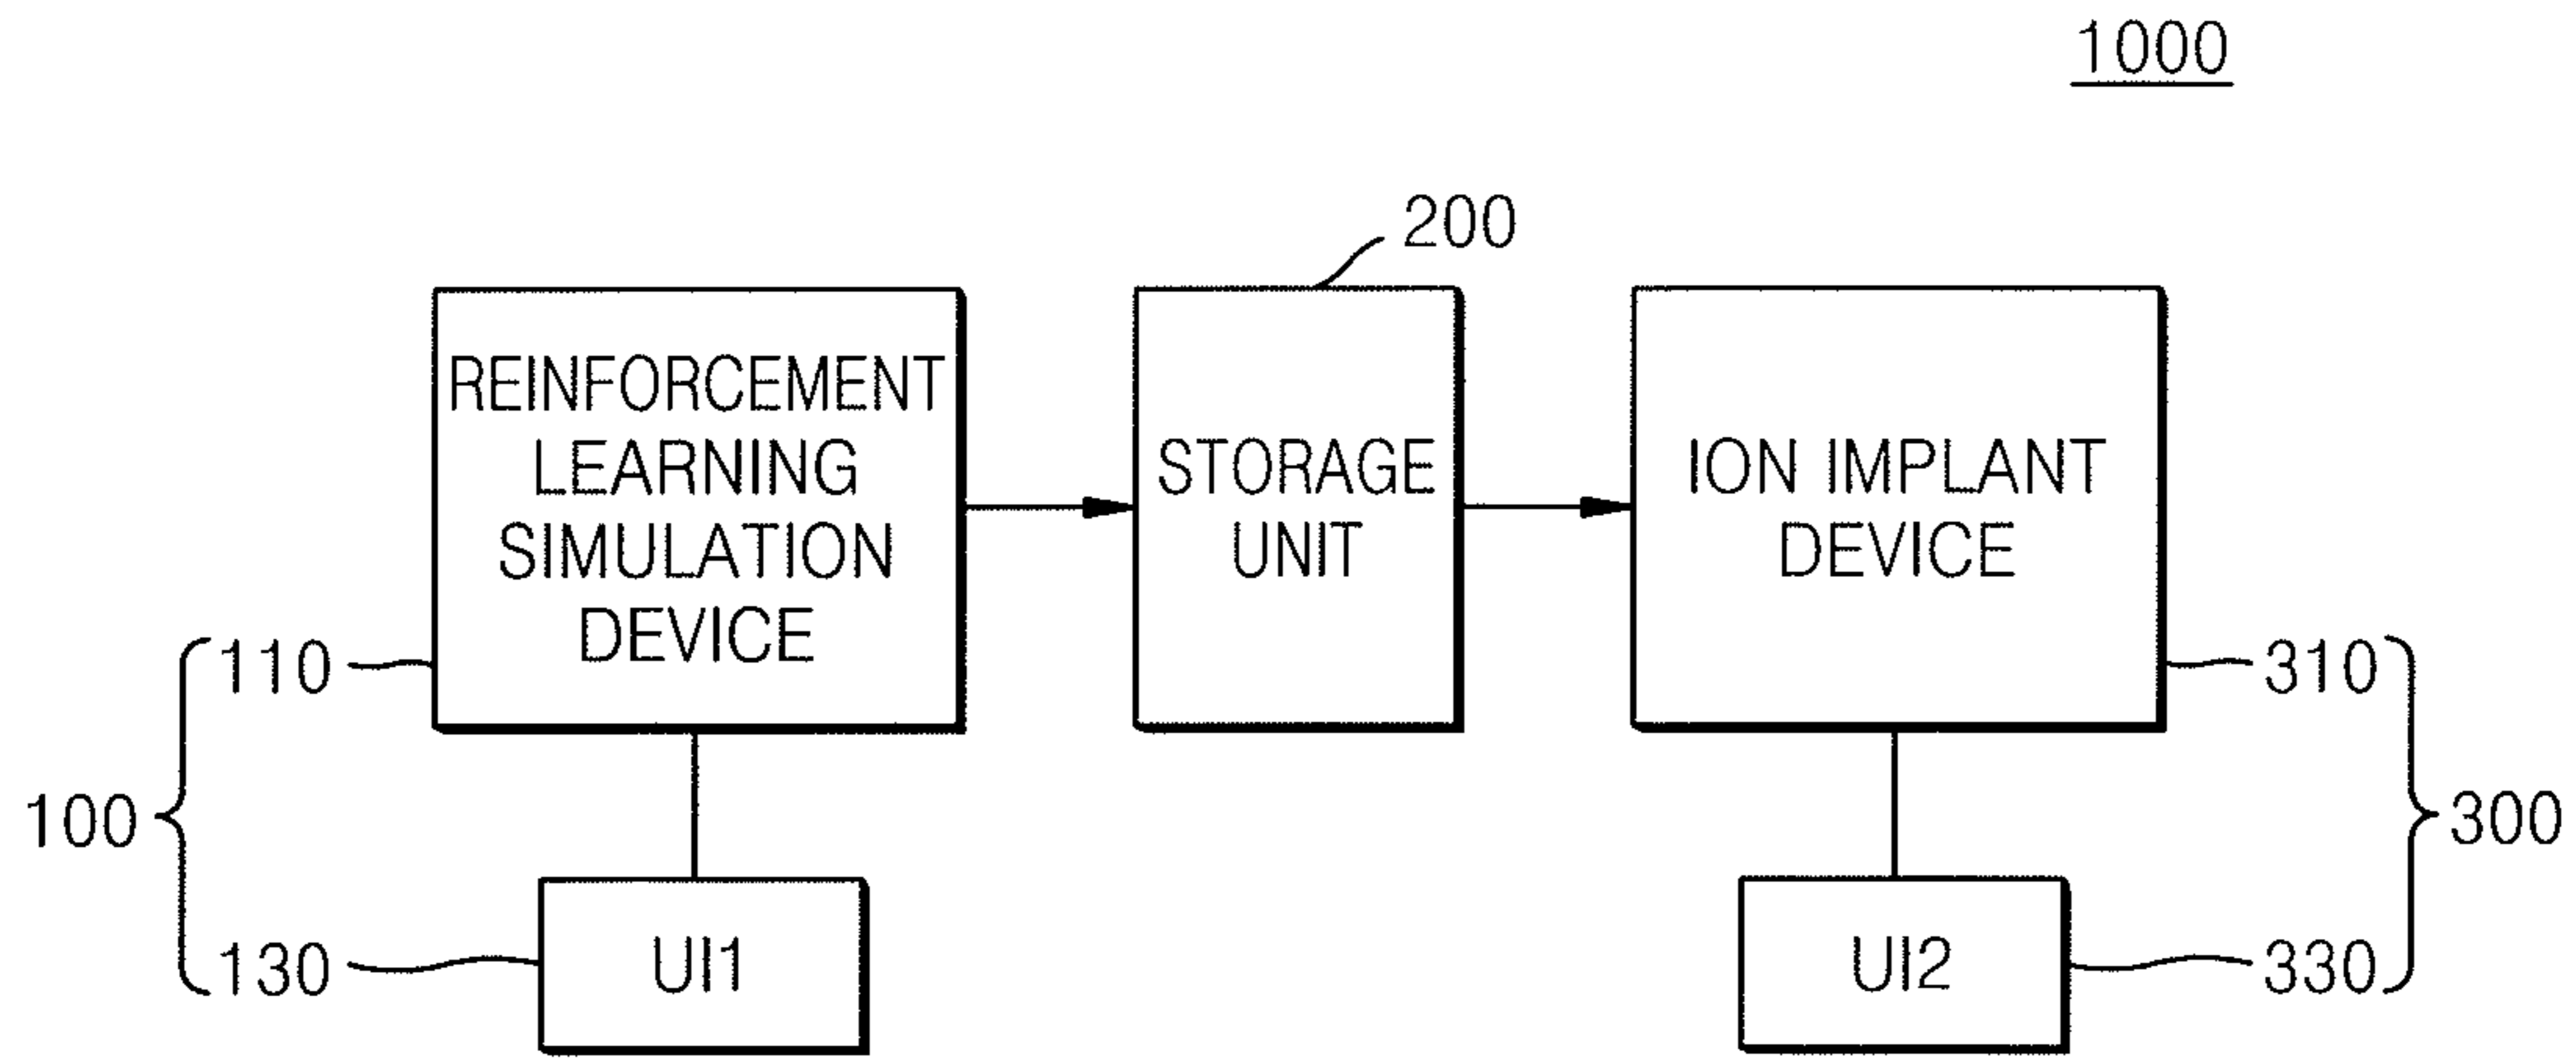 1000
200
REINFORCEMENT
LEARNING
SIMULATION
DEVICE
STORAGE
UNIT
ION IMPLANT
DEVICE
110
310
100
300
130
UI1
UI2
330